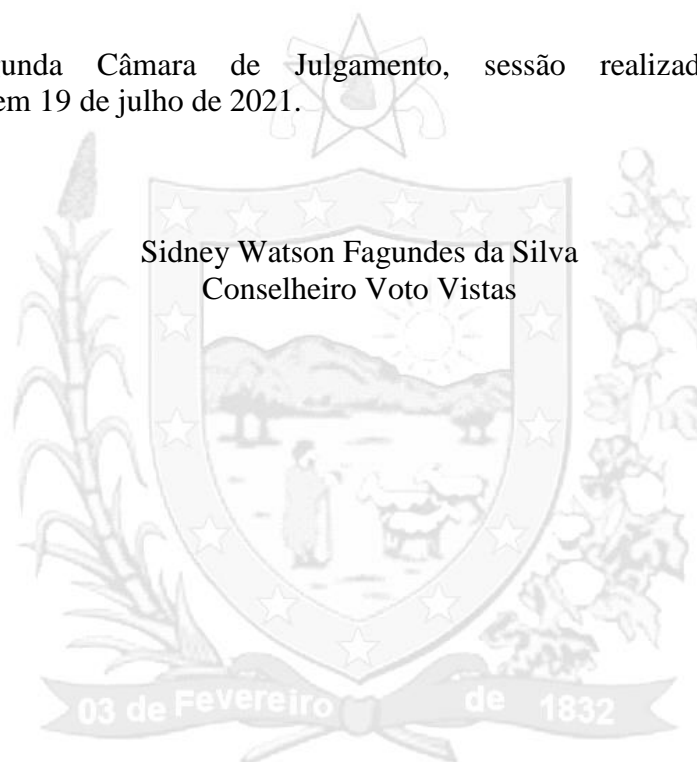 unda Câmara de Julgamento, sessão realizad
em 19 de julho de 2021.
Sidney Watson Fagundes da Silva
Conselheiro Voto Vistas
03 de Fevereiro de 1832